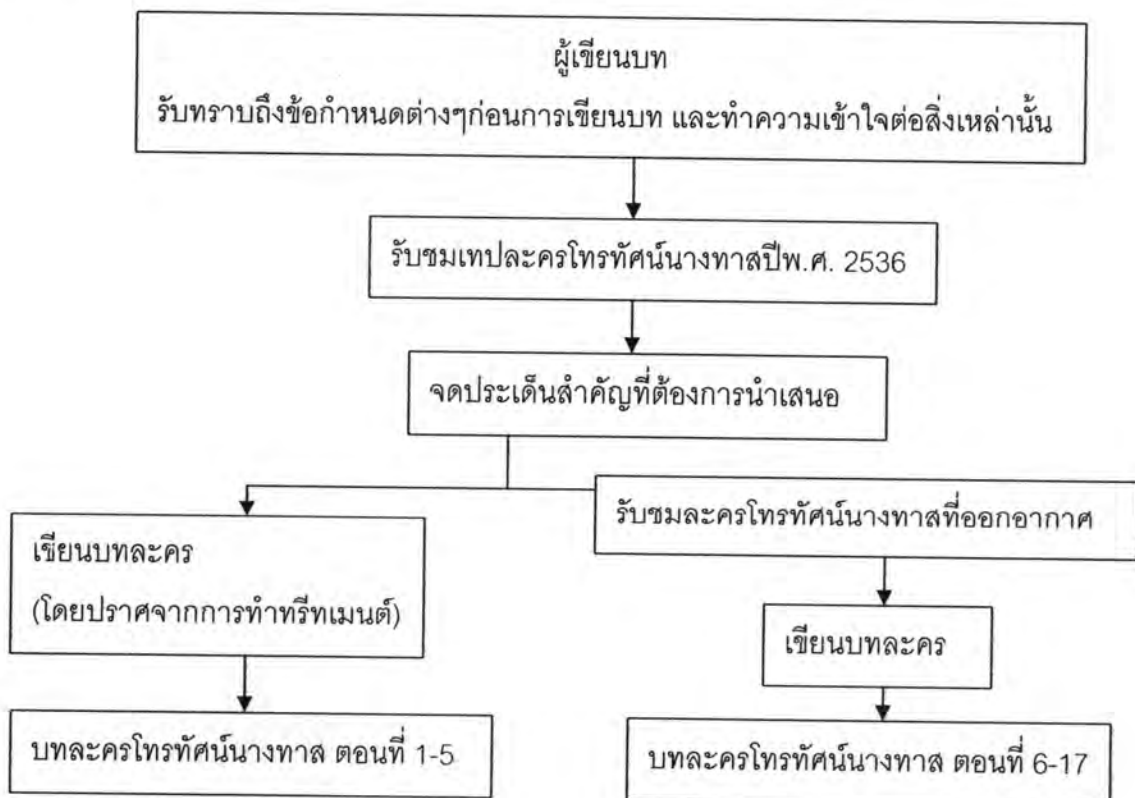 ผู้เขียนบท
รับทราบถึงข้อกำหนดต่างๆก่อนการเขียนบท และทำความเข้าใจต่อสิ่งเหล่านั้น
รับชมเทปละครโทรทัศน์นางทาสปีพ.ศ. 2536
จดประเด็นสำคัญที่ต้องการนำเสนอ
รับชมละครโทรทัศน์นางทาสที่ออกอากาศ
เขียนบทละคร
(โดยปราศจากการทำทรีทเมนต์)
เขียนบทละคร
บทละครโทรทัศน์นางทาส ตอนที่ 1-5
บทละครโทรทัศน์นางทาส ตอนที่ 6-17